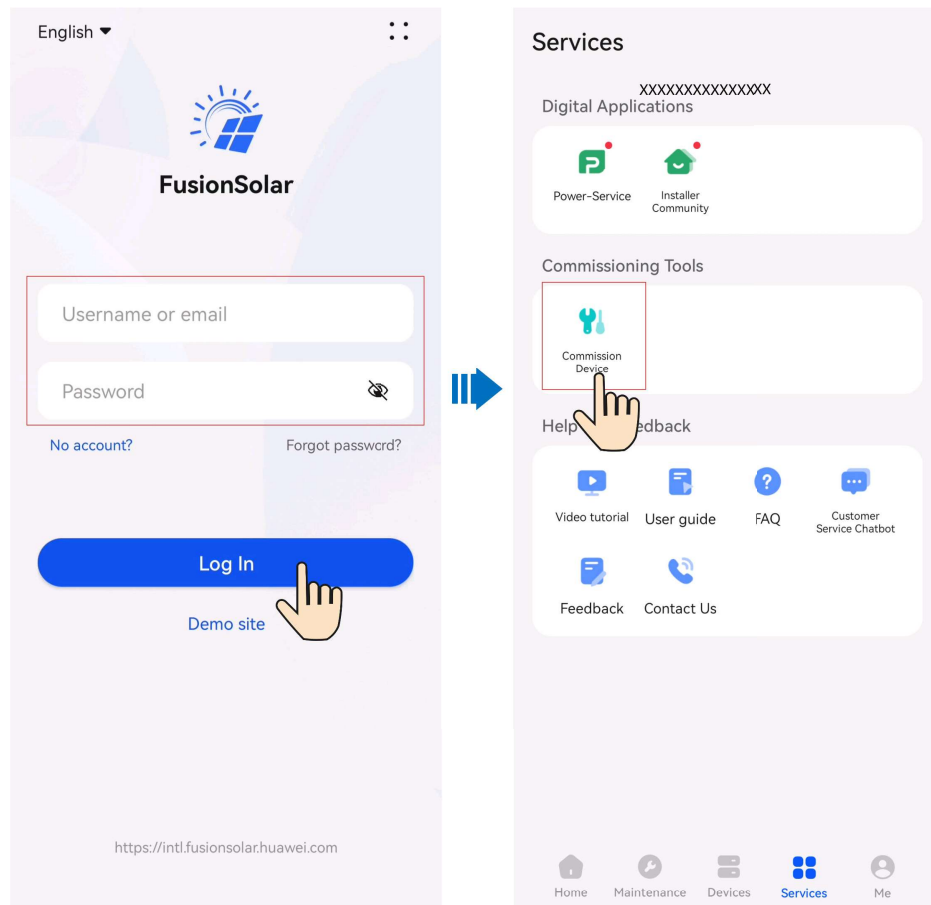 English
FusionSolar
Username or email
Password
No account?
Forgot password?
Log In
Demo site
https://intl.fusionsolar.huawei.com
Services
XXXXXXXXXXXXXXX
Digital Applications
Power-Service
Installer
Community
Commissioning Tools
Commission
Device
Help edback
Video tutorial
User guide
FAQ
Customer
Service Chatbot
Feedback
Contact Us
Home
Maintenance
Devices
Services
Me